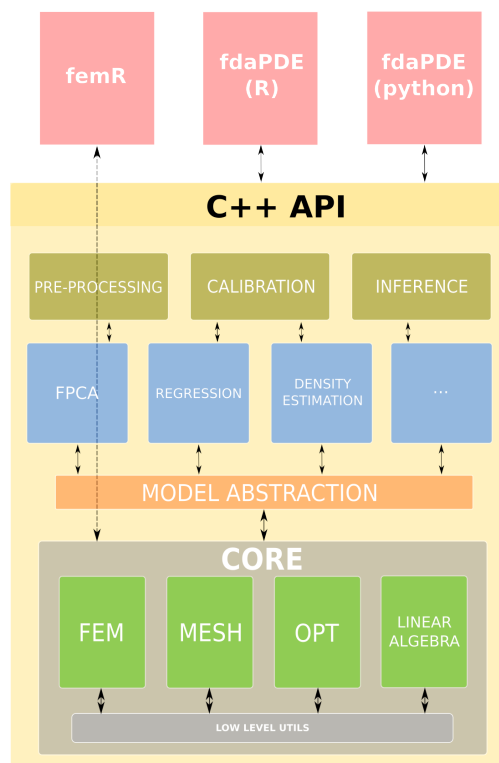 femR
fdaPDE
(R)
fdaPDE
(python)
C++ API
PRE-PROCESSING
CALIBRATION
INFERENCE
FPCA
REGRESSION
DENSITY
ESTIMATION
...
MODEL ABSTRACTION
CORE
FEM
MESH
OPT
LINEAR
ALGEBRA
LOW LEVEL UTILS